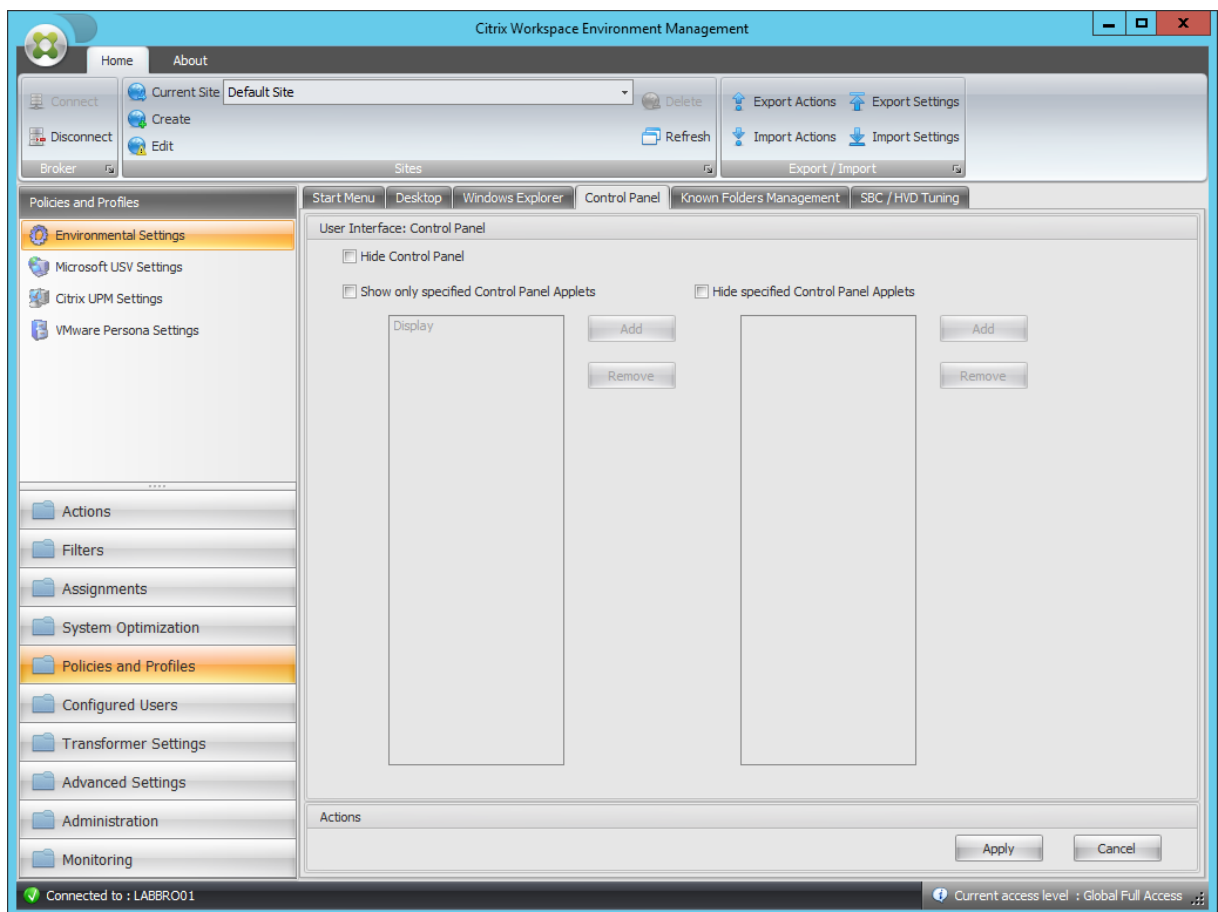 Citrix Workspace Environment Management
Home About
Connect
Disconnect
Broker
Current Site Default Site
Create
Edit
Delete
Refresh
Sites
Export Actions Export Settings
Import Actions Import Settings
Export / Import
Policies and Profiles
Environmental Settings
Microsoft USV Settings
Citrix UPM Settings
VMware Persona Settings
Actions
Filters
Assignments
System Optimization
Policies and Profiles
Configured Users
Transformer Settings
Advanced Settings
Administration
Monitoring
Start Menu Desktop Windows Explorer Control Panel Known Folders Management SBC / HVD Tuning
User Interface: Control Panel
Hide Control Panel
Show only specified Control Panel Applets Hide specified Control Panel Applets
Display Add Add
Remove Remove
Actions
Apply Cancel
Connected to : LABBRO01
Current access level : Global Full Access